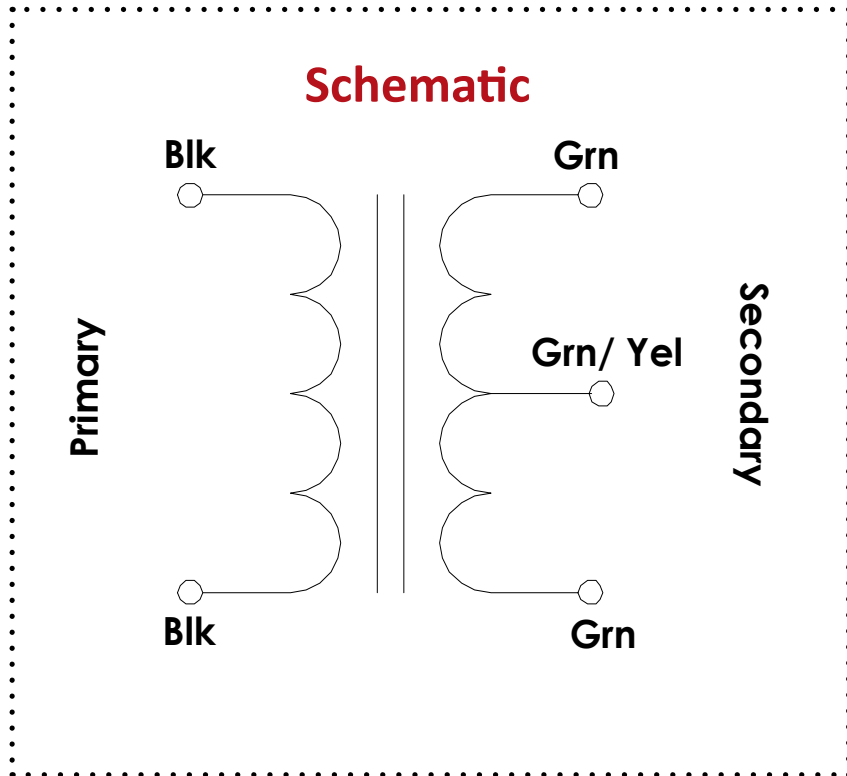 Schematic
Blk
Grn
Primary
Grn/ Yel
Secondary
Blk
Grn